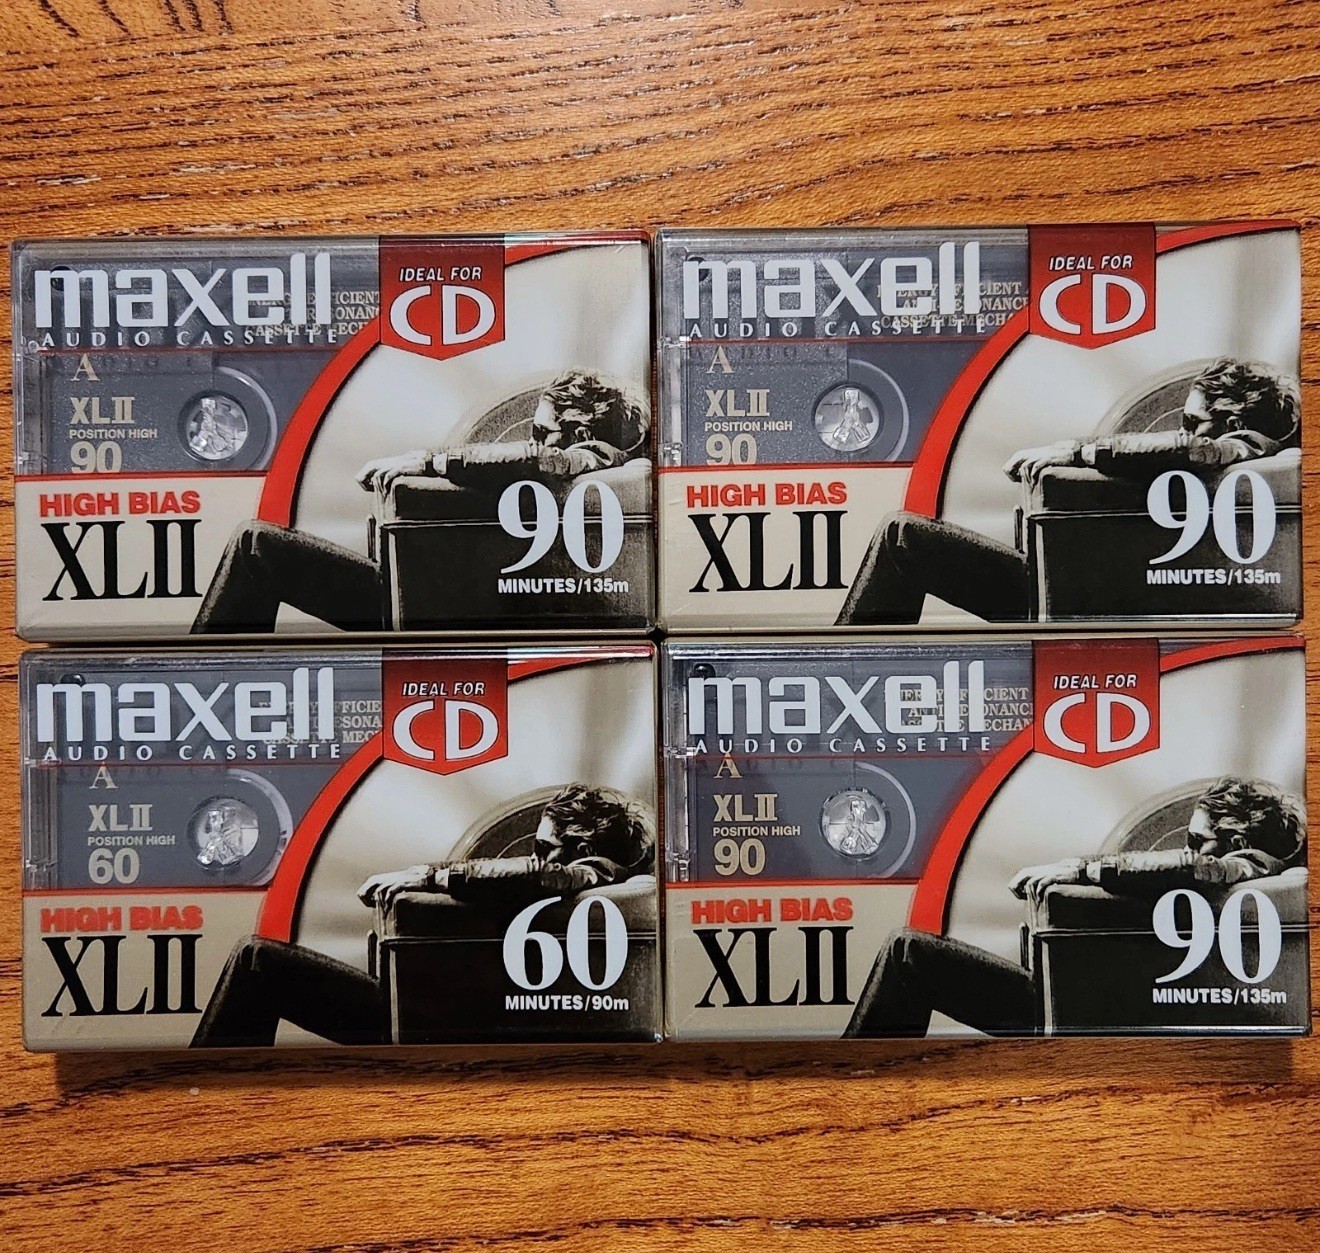 maxell
AUDIO CASSETTE
IDEAL FOR
CD
A
XLII
POSITION HIGH
90
HIGH BIAS
XLII
90
MINUTES/135m
maxell
AUDIO CASSETTE
IDEAL FOR
CD
A
XLII
POSITION HIGH
90
HIGH BIAS
XLII
90
MINUTES/135m
maxell
AUDIO CASSETTE
IDEAL FOR
CD
A
XLII
POSITION HIGH
60
HIGH BIAS
XLII
60
MINUTES/90m
maxell
AUDIO CASSETTE
IDEAL FOR
CD
A
XLII
POSITION HIGH
90
HIGH BIAS
XLII
90
MINUTES/135m